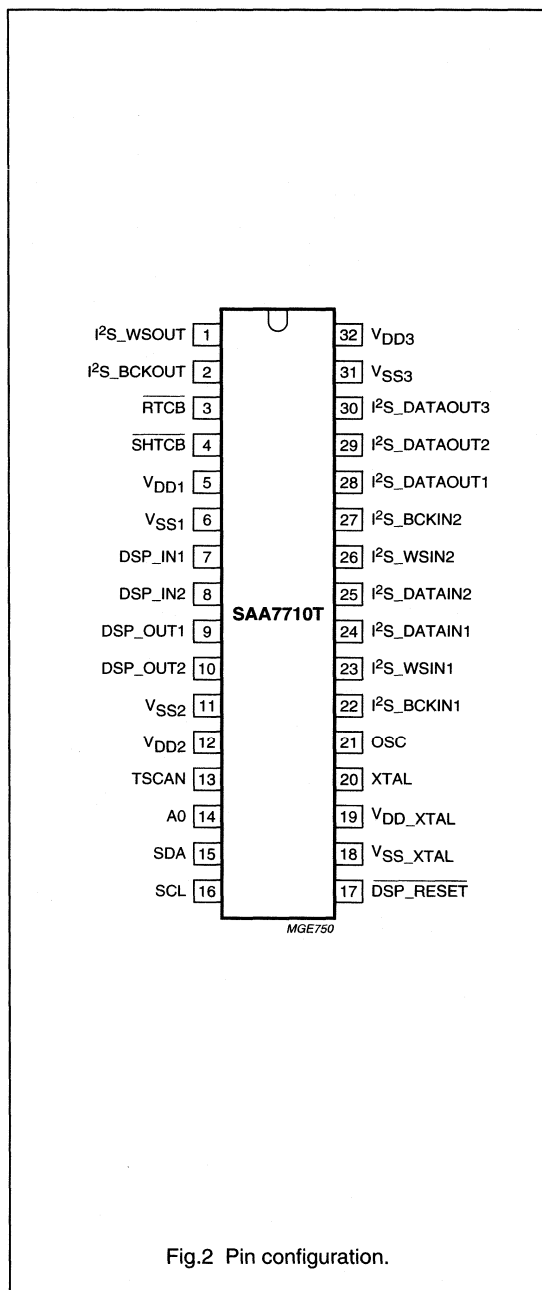 I²S_WSOUT 1 32 VDD3
I²S_BCKOUT 2 31 VSS3
RTCB 3 30 I²S_DATAOUT3
SHTCB 4 29 I²S_DATAOUT2
VDD1 5 28 I²S_DATAOUT1
VSS1 6 27 I²S_BCKIN2
DSP_IN1 7 26 I²S_WSIN2
DSP_IN2 8 25 I²S_DATAIN2
SAA7710T
DSP_OUT1 9 24 I²S_DATAIN1
DSP_OUT2 10 23 I²S_WSIN1
VSS2 11 22 I²S_BCKIN1
VDD2 12 21 OSC
TSCAN 13 20 XTAL
A0 14 19 VDD_XTAL
SDA 15 18 VSS_XTAL
SCL 16 17 DSP_RESET
MGE750
Fig.2 Pin configuration.